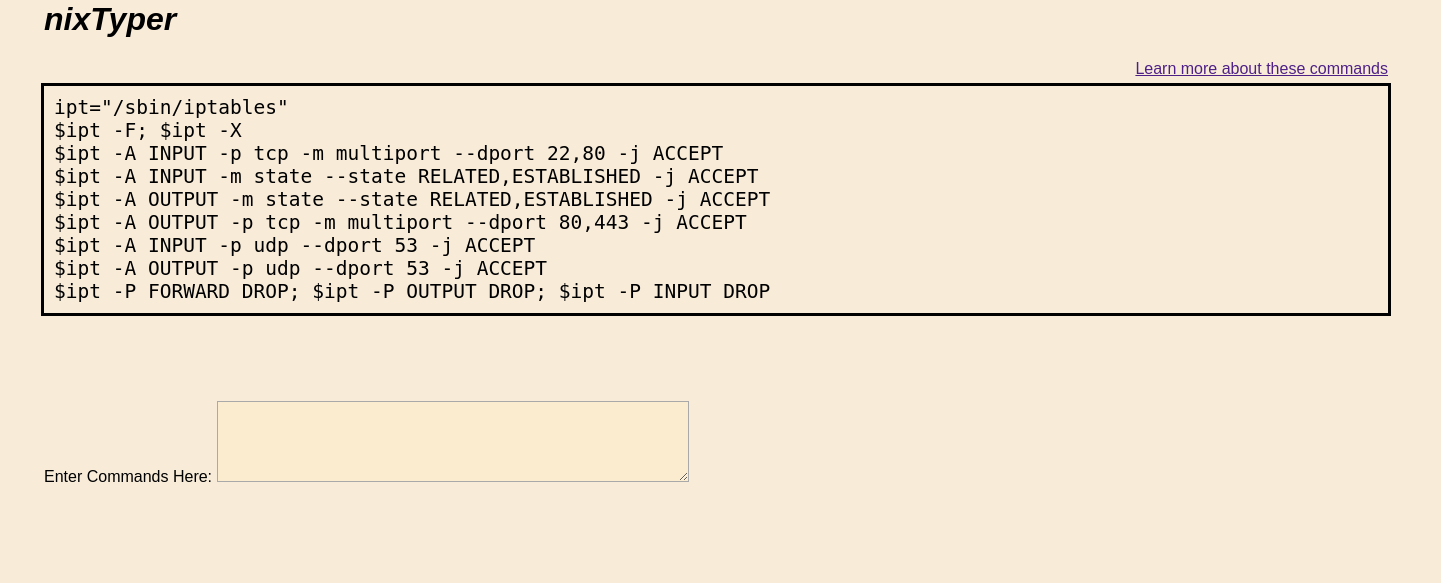 nixTyper
Learn more about these commands
ipt="/sbin/iptables"
$ipt -F; $ipt -X
$ipt -A INPUT -p tcp -m multiport --dport 22,80 -j ACCEPT
$ipt -A INPUT -m state --state RELATED,ESTABLISHED -j ACCEPT
$ipt -A OUTPUT -m state --state RELATED,ESTABLISHED -j ACCEPT
$ipt -A OUTPUT -p tcp -m multiport --dport 80,443 -j ACCEPT
$ipt -A INPUT -p udp --dport 53 -j ACCEPT
$ipt -A OUTPUT -p udp --dport 53 -j ACCEPT
$ipt -P FORWARD DROP; $ipt -P OUTPUT DROP; $ipt -P INPUT DROP
Enter Commands Here: